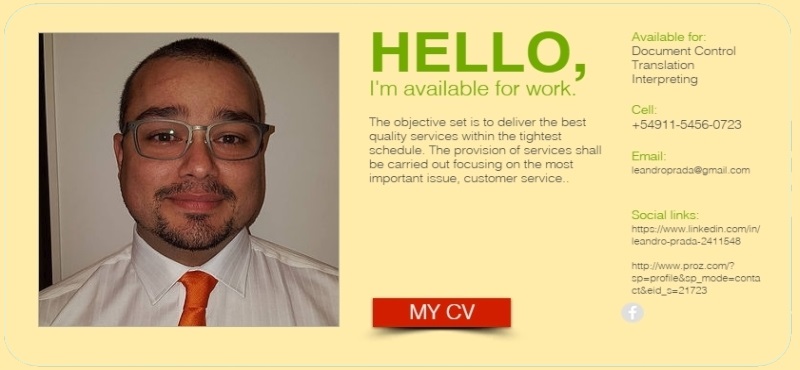 HELLO,
I'm available for work.
The objective set is to deliver the best
quality services within the tightest
schedule. The provision of services shall
be carried out focusing on the most
important issue, customer service..
MY CV
Available for:
Document Control
Translation
Interpreting
Cell:
+54911-5456-0723
Email:
leandroprada@gmail.com
Social links:
https://www.linkedin.com/in/
leandro-prada-2411548
http://www.proz.com/?
sp=profile&sp_mode=conta
ct&eid_s=21723
f